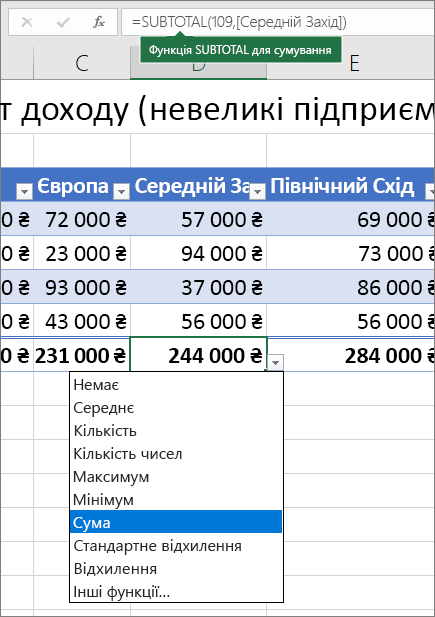 fx =SUBTOTAL(109,[Середній Захід])
Функція SUBTOTAL для сумування
C D E
т доходу (невеликі підприєм
Європа Середній За Північний Схід
0 ₴ 72 000 ₴ 57 000 ₴ 69 000 ₴
0 ₴ 23 000 ₴ 94 000 ₴ 73 000 ₴
0 ₴ 93 000 ₴ 37 000 ₴ 86 000 ₴
0 ₴ 43 000 ₴ 56 000 ₴ 56 000 ₴
0 ₴ 231 000 ₴ 244 000 ₴ 284 000 ₴
Немає
Середнє
Кількість
Кількість чисел
Максимум
Мінімум
Сума
Стандартне відхилення
Відхилення
Інші функції...